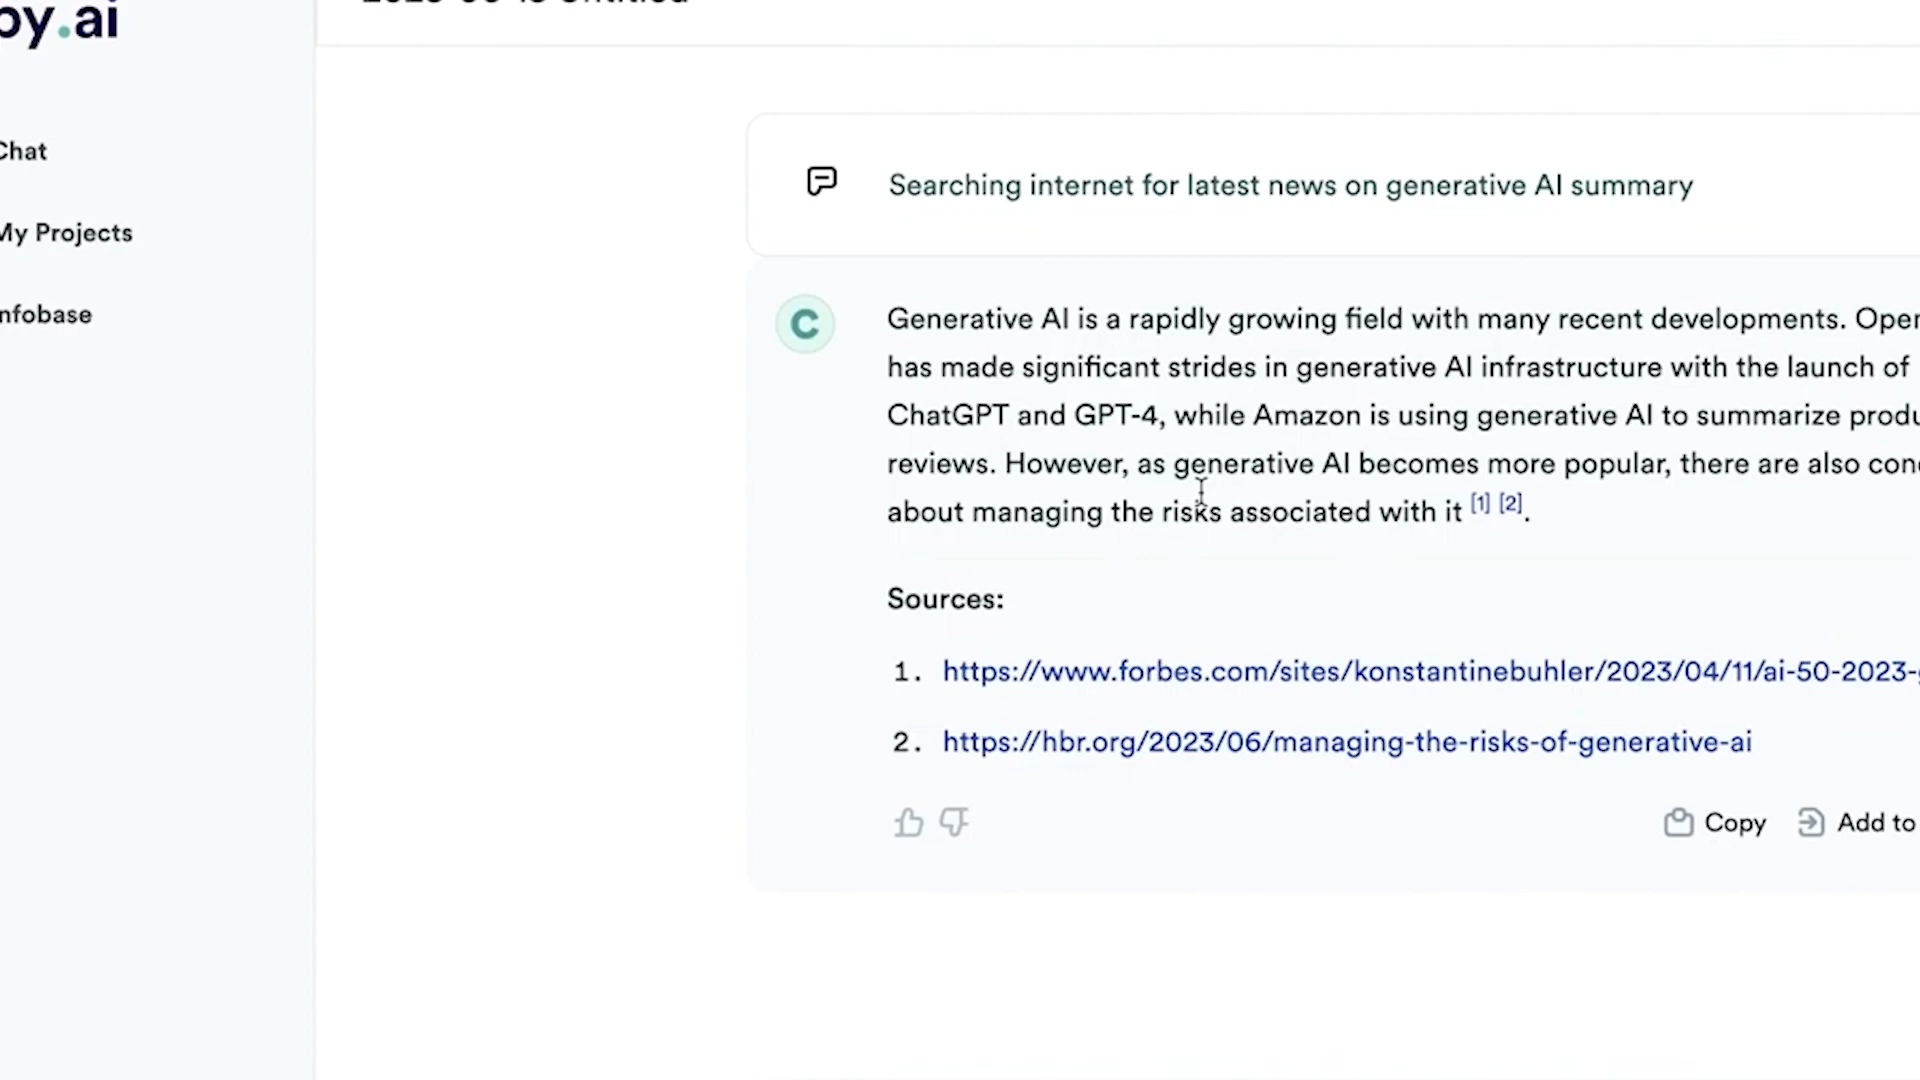 py.ai
Chat
My Projects
nfobase
Searching internet for latest news on generative AI summary
C
Generative AI is a rapidly growing field with many recent developments. Open
has made significant strides in generative AI infrastructure with the launch of
ChatGPT and GPT-4, while Amazon is using generative AI to summarize produ
reviews. However, as generative AI becomes more popular, there are also con
about managing the risks associated with it [1] [2].
Sources:
1. https://www.forbes.com/sites/konstantinebuhler/2023/04/11/ai-50-2023-g
2. https://hbr.org/2023/06/managing-the-risks-of-generative-ai
Copy
Add to